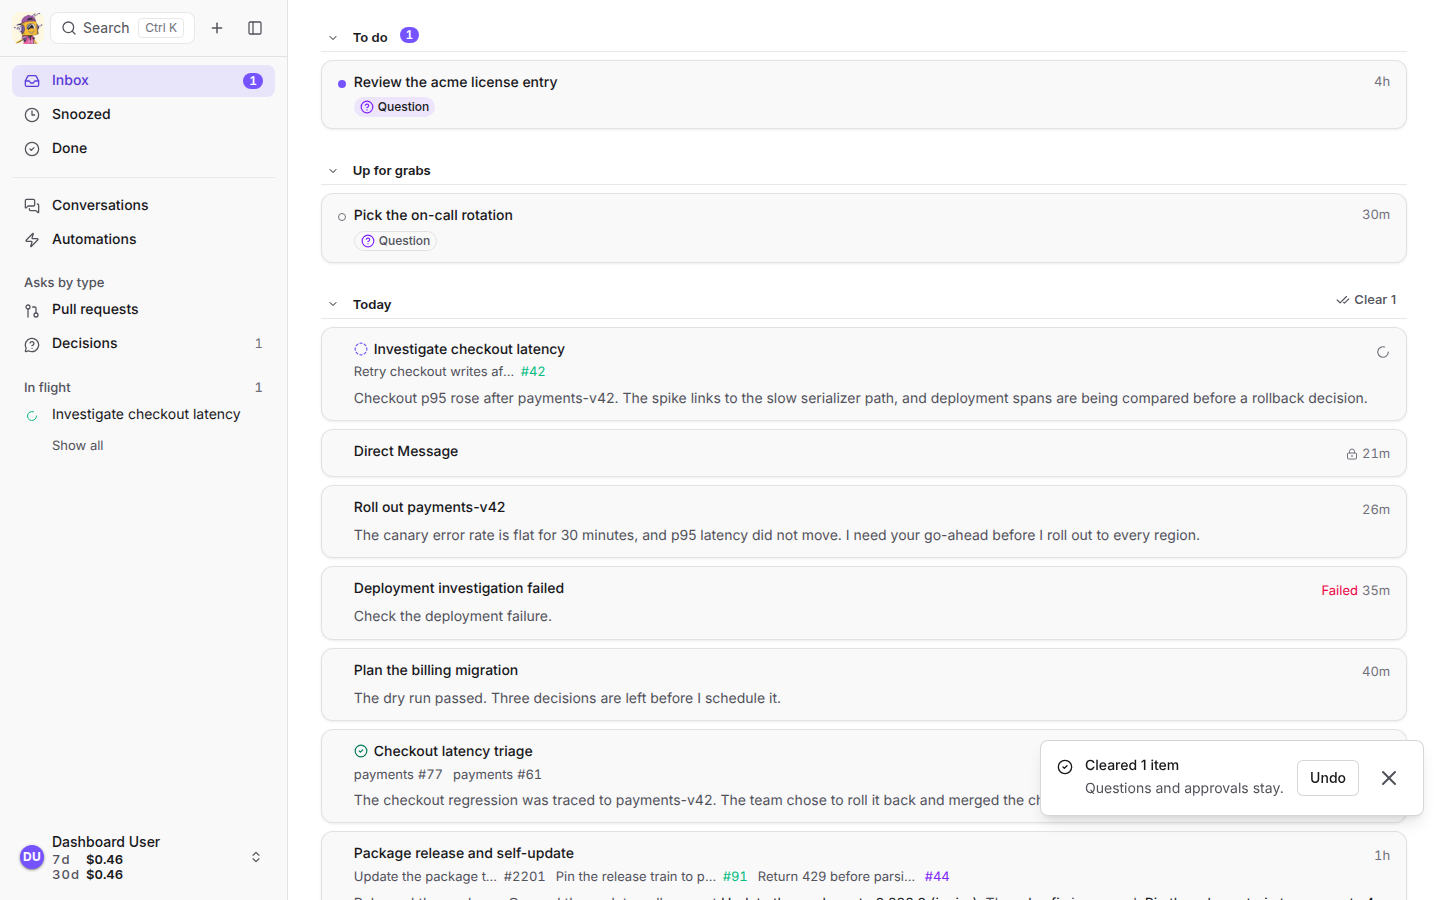 Search Ctrl K
Inbox 1
Snoozed
Done
Conversations
Automations
Asks by type
Pull requests
Decisions 1
In flight 1
Investigate checkout latency
Show all
DU Dashboard User
7d $0.46
30d $0.46
To do 1
Review the acme license entry 4h
Question
Up for grabs
Pick the on-call rotation 30m
Question
Today Clear 1
Investigate checkout latency
Retry checkout writes af... #42
Checkout p95 rose after payments-v42. The spike links to the slow serializer path, and deployment spans are being compared before a rollback decision.
Direct Message 21m
Roll out payments-v42 26m
The canary error rate is flat for 30 minutes, and p95 latency did not move. I need your go-ahead before I roll out to every region.
Deployment investigation failed Failed 35m
Check the deployment failure.
Plan the billing migration 40m
The dry run passed. Three decisions are left before I schedule it.
Checkout latency triage
payments #77 payments #61
The checkout regression was traced to payments-v42. The team chose to roll it back and merged the
Cleared 1 item
Questions and approvals stay.
Undo
Package release and self-update 1h
Update the package t... #2201 Pin the release train to p... #91 Return 429 before parsi... #44